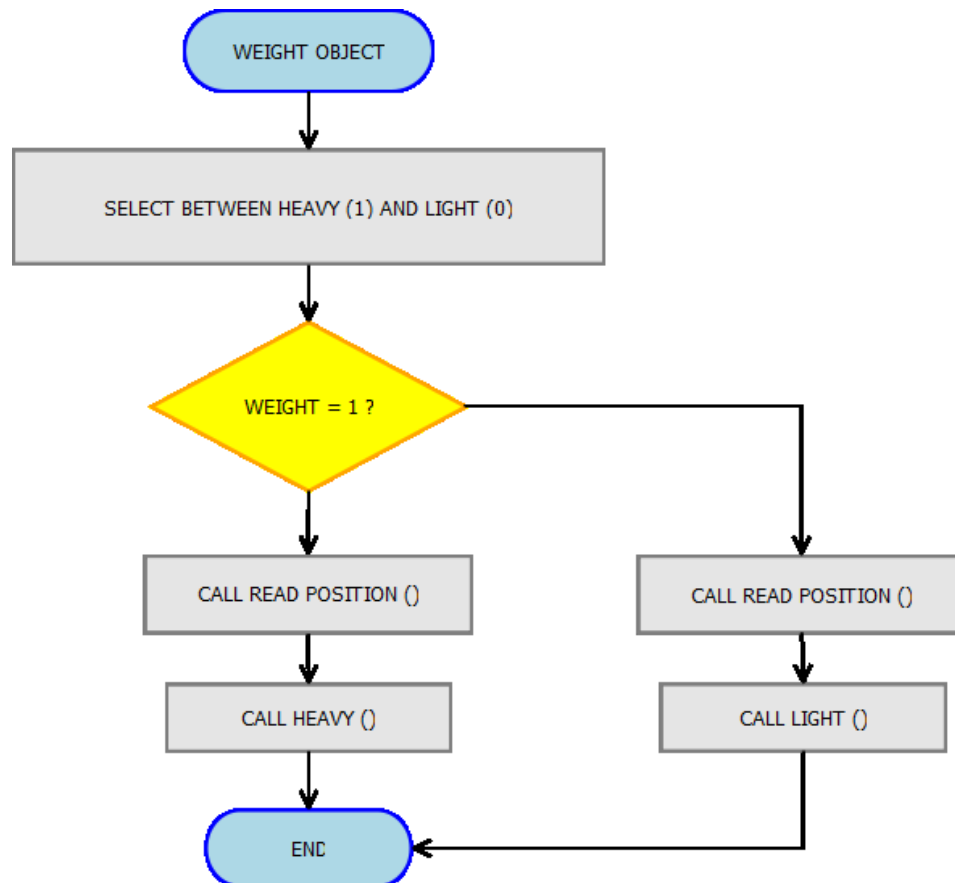 WEIGHT OBJECT
SELECT BETWEEN HEAVY (1) AND LIGHT (0)
WEIGHT = 1 ?
CALL READ POSITION ()
CALL READ POSITION ()
CALL HEAVY ()
CALL LIGHT ()
END